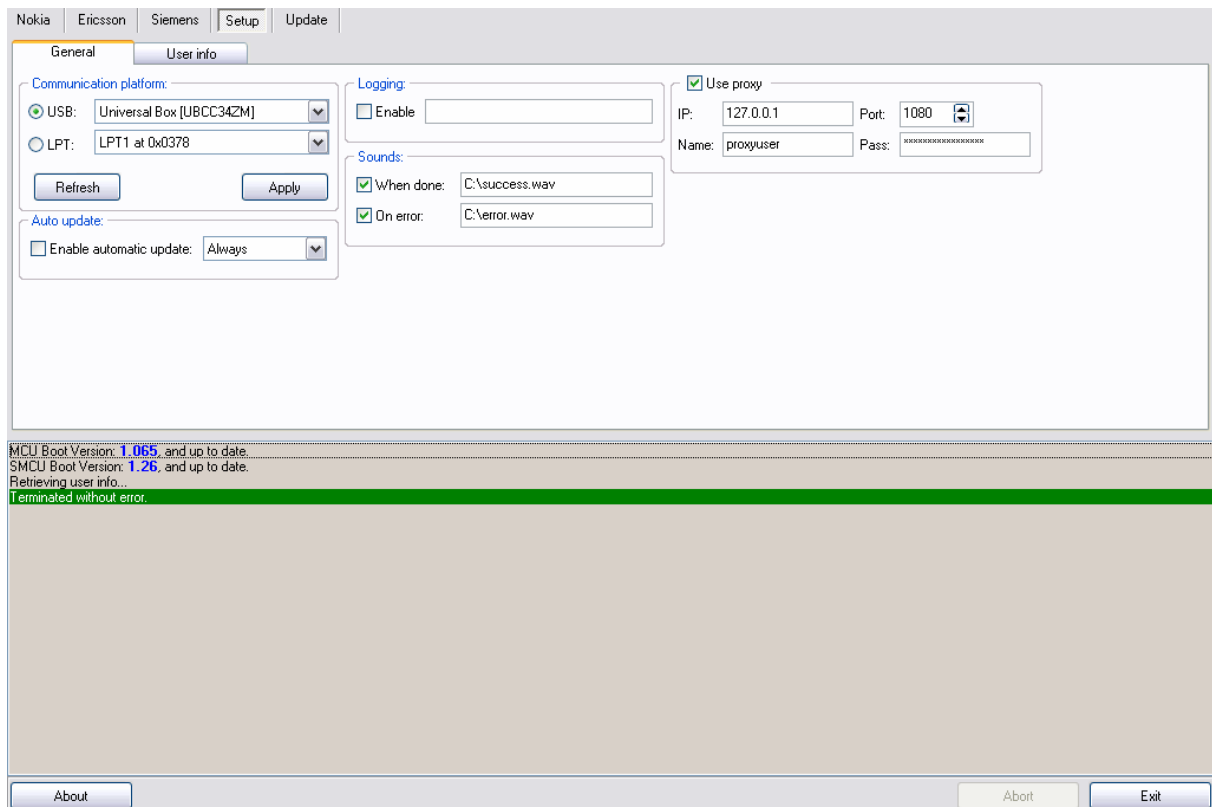 Nokia Ericsson Siemens Setup Update
General User info
Communication platform:
USB: Universal Box [UBCC34ZM]
LPT: LPT1 at 0x0378
Refresh Apply
Auto update:
Enable automatic update: Always
Logging:
Enable
Sounds:
When done: C:\success.wav
On error: C:\error.wav
Use proxy
IP: 127.0.0.1 Port: 1080
Name: proxyuser Pass: ****************
MCU Boot Version: 1.065, and up to date.
SMCU Boot Version: 1.26, and up to date.
Retrieving user info...
Terminated without error.
About Abort Exit